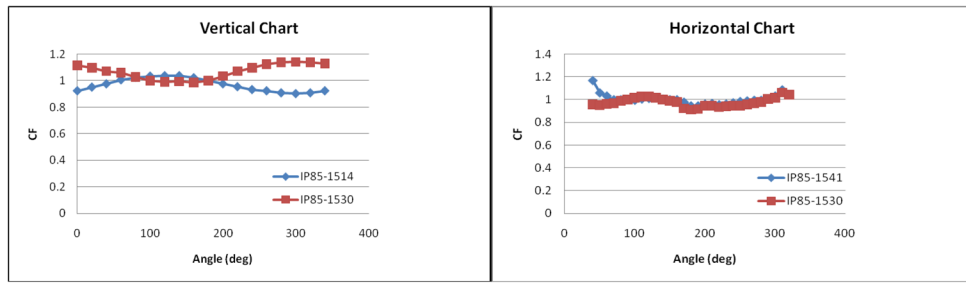 Vertical Chart
1.2
1
0.8
0.6
0.4
0.2
0
CF
IP85-1514
IP85-1530
0 100 200 300 400
Angle (deg)
Horizontal Chart
1.4
1.2
1.0
0.8
0.6
0.4
0.2
0
CF
IP85-1541
IP85-1530
0 100 200 300 400
Angle (deg)